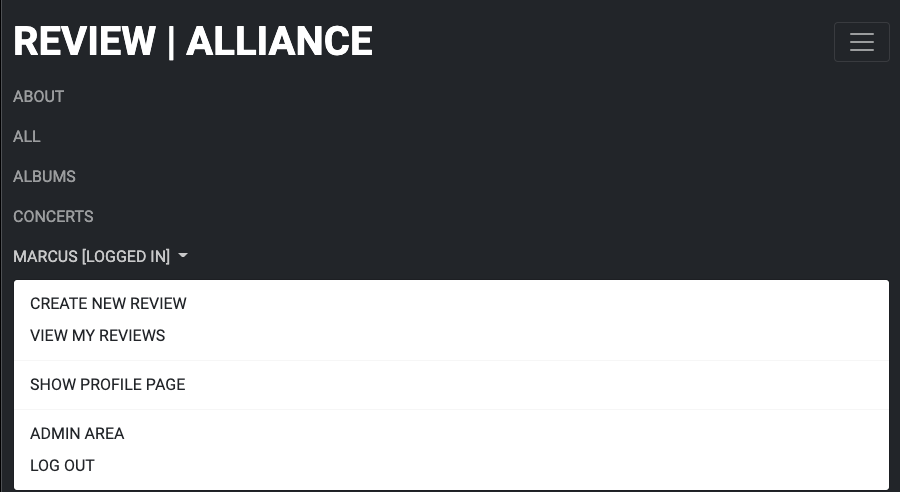 REVIEW | ALLIANCE
ABOUT
ALL
ALBUMS
CONCERTS
MARCUS [LOGGED IN]
CREATE NEW REVIEW
VIEW MY REVIEWS
SHOW PROFILE PAGE
ADMIN AREA
LOG OUT